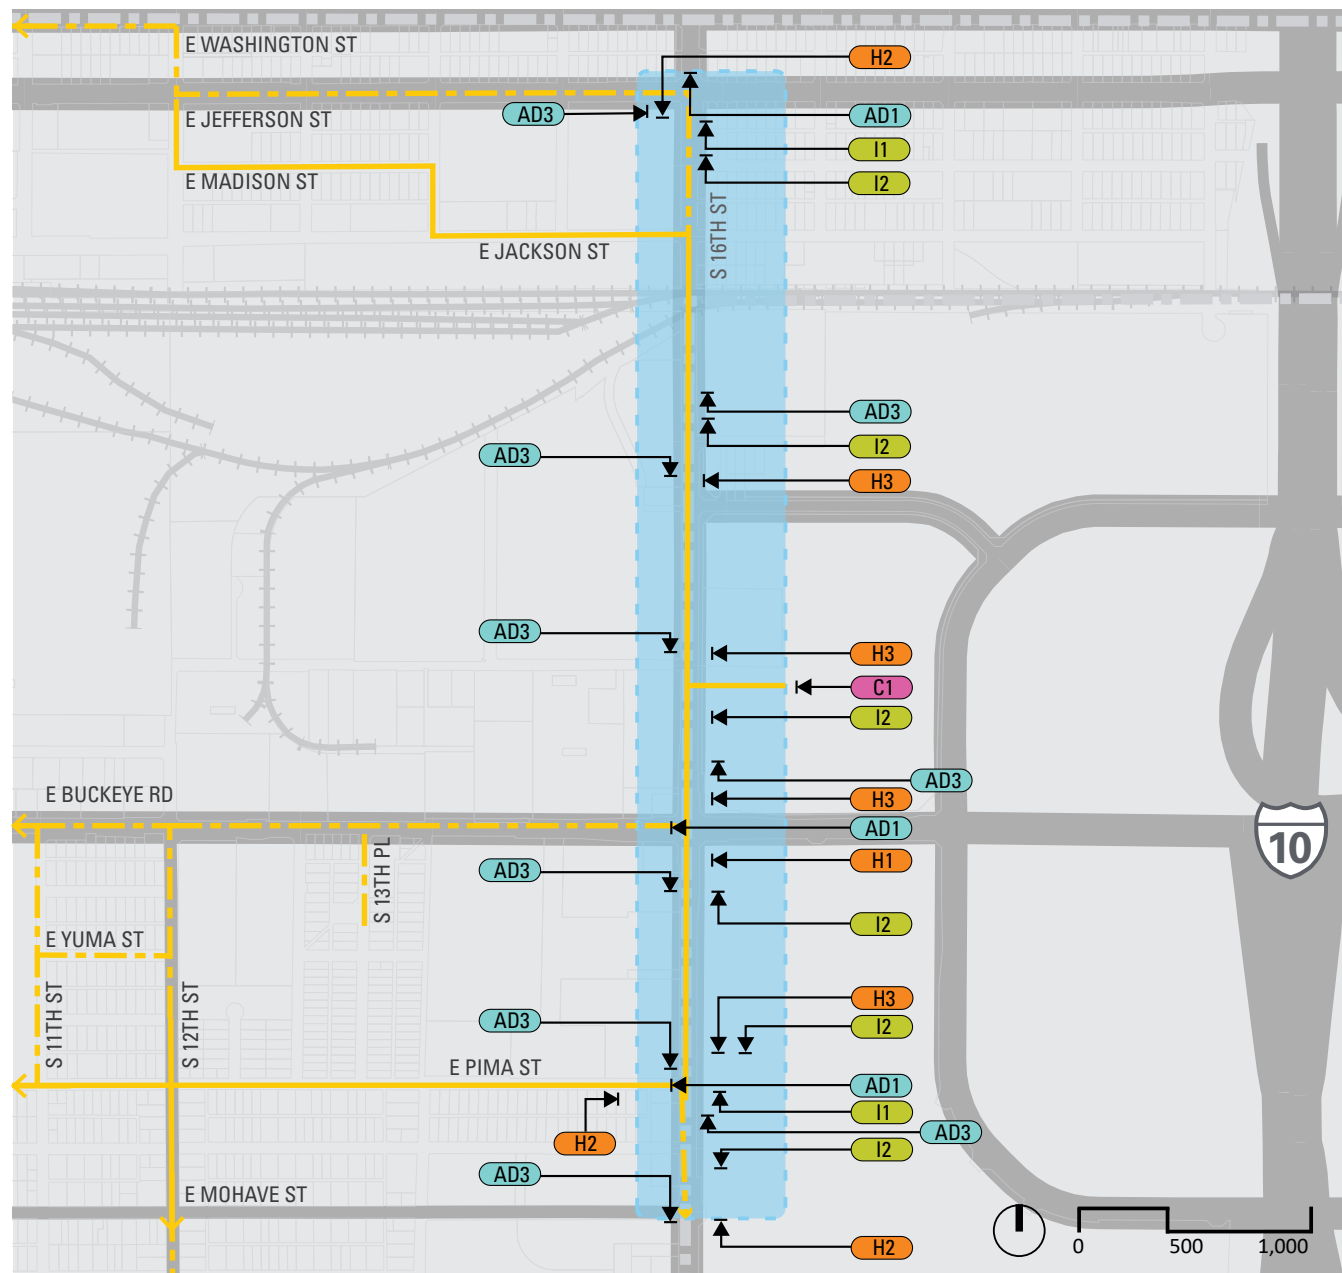 E WASHINGTON ST
H2
AD3
AD1
E JEFFERSON ST
I1
E MADISON ST
I2
S 16TH ST
E JACKSON ST
AD3
I2
AD3
H3
AD3
H3
C1
I2
AD3
E BUCKEYE RD
H3
AD1
10
H1
AD3
S 13TH PL
I2
E YUMA ST
H3
S 11TH ST
S 12TH ST
AD3
I2
E PIMA ST
AD1
I1
AD3
H2
I2
AD3
E MOHAVE ST
H2
0 500 1,000